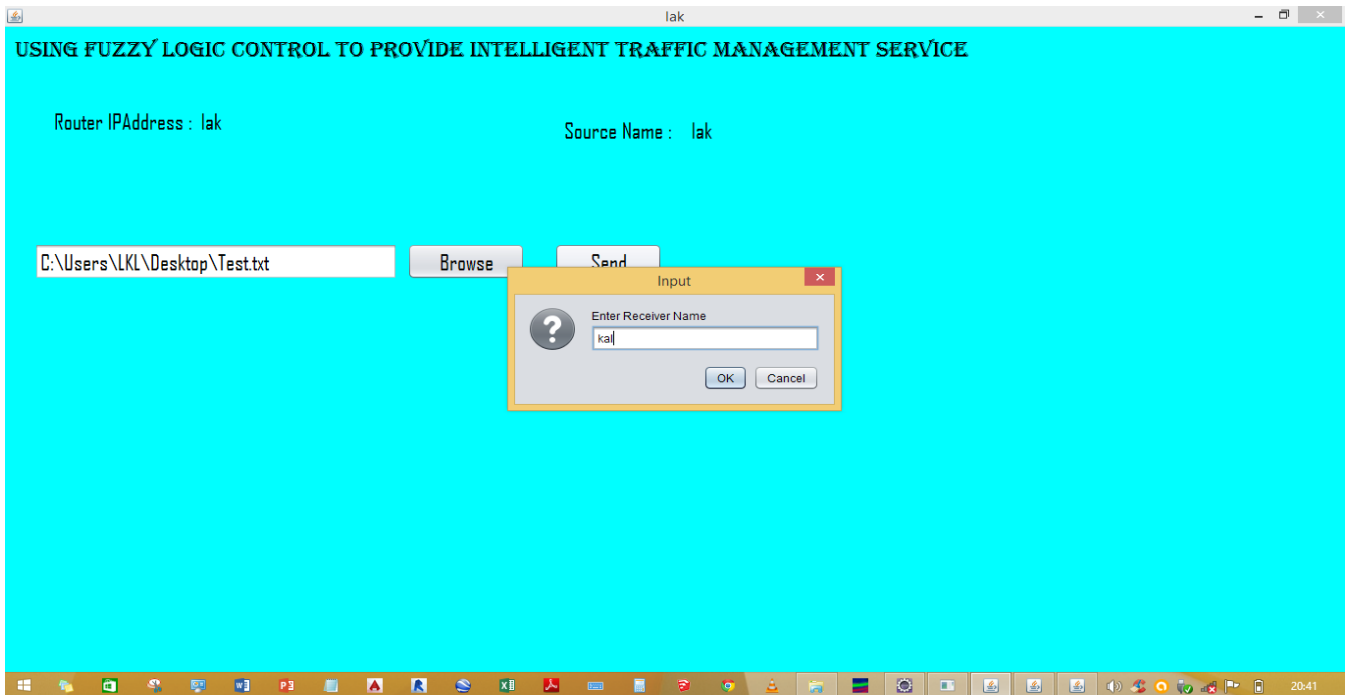 lak
USING FUZZY LOGIC CONTROL TO PROVIDE INTELLIGENT TRAFFIC MANAGEMENT SERVICE
Router IPAddress : lak
Source Name : lak
C:\Users\LKL\Desktop\Test.txt
Browse
Send
Input
Enter Receiver Name
kal
OK
Cancel
20:41